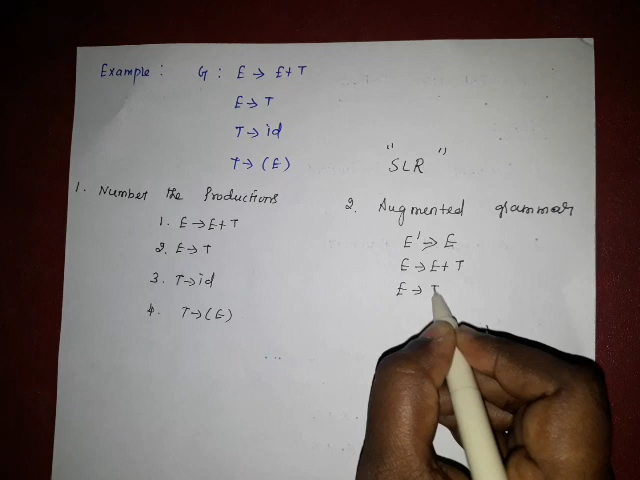 Example : G : E → E+T
E → T
T → id
T → (E)
"SLR"
1. Number the Productions
1. E → E+T
2. E → T
3. T → id
4. T → (E)
2. Augmented grammar
E' → E
E → E+T
E → T